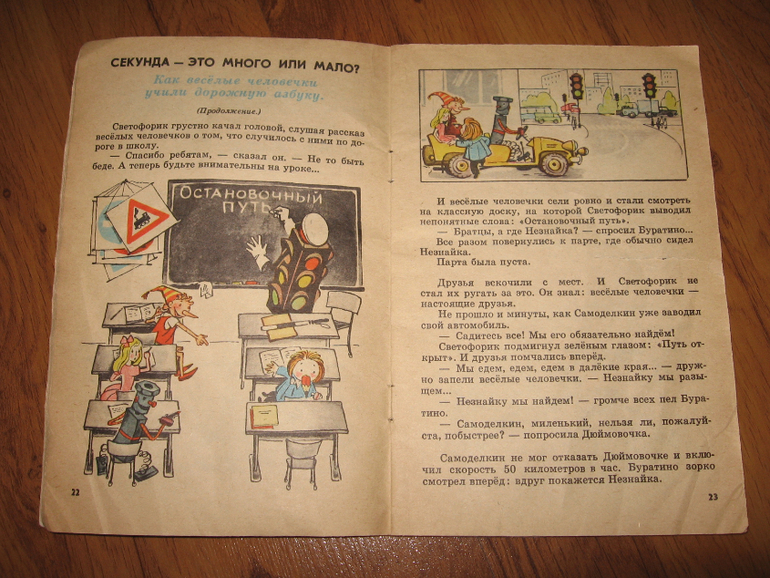 СЕКУНДА — ЭТО МНОГО ИЛИ МАЛО?
Как весёлые человечки
учили дорожную азбуку.
(Продолжение.)
Светофорик грустно качал головой, слушая рассказ
весёлых человечков о том, что случилось с ними по до-
роге в школу.
— Спасибо ребятам, — сказал он. — Не то быть
беде. А теперь будьте внимательны на уроке...
ОСТАНОВОЧНЫЙ
ПУТЬ
22
И весёлые человечки сели ровно и стали смотреть
на классную доску, на которой Светофорик выводил
непонятные слова: «Остановочный путь».
— Братцы, а где Незнайка? — спросил Буратино...
Все разом повернулись к парте, где обычно сидел
Незнайка.
Парта была пуста.
Друзья вскочили с мест. И Светофорик не
стал их ругать за это. Он знал: весёлые человечки —
настоящие друзья.
Не прошло и минуты, как Самоделкин уже заводил
свой автомобиль.
— Садитесь все! Мы его обязательно найдём!
Светофорик подмигнул зелёным глазом: «Путь от-
крыт». И друзья помчались вперёд.
— Мы едем, едем, едем в далёкие края... — друж-
но запели весёлые человечки. — Незнайку мы разы-
щем...
— Незнайку мы найдем! — громче всех пел Бура-
тино.
— Самоделкин, миленький, нельзя ли, пожалуй-
ста, побыстрее? — попросила Дюймовочка.
Самоделкин не мог отказать Дюймовочке и вклю-
чил скорость 50 километров в час. Буратино зорко
смотрел вперёд: вдруг покажется Незнайка.
23